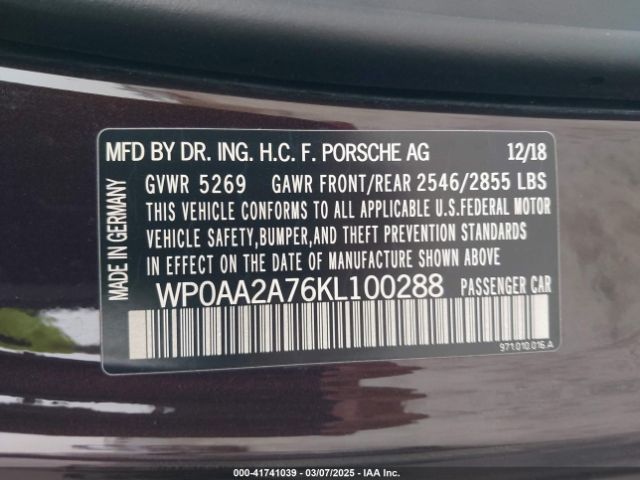 MFD BY DR. ING. H.C. F. PORSCHE AG 12/18
GVWR 5269 GAWR FRONT/REAR 2546/2855 LBS
THIS VEHICLE CONFORMS TO ALL APPLICABLE U.S.FEDERAL MOTOR
VEHICLE SAFETY,BUMPER,AND THEFT PREVENTION STANDARDS
IN EFFECT ON THE DATE OF MANUFACTURE SHOWN ABOVE
WP0AA2A76KL100288 PASSENGER CAR
971.010.016.A
MADE IN GERMANY
000-41741039 - 03/07/2025 - IAA Inc.